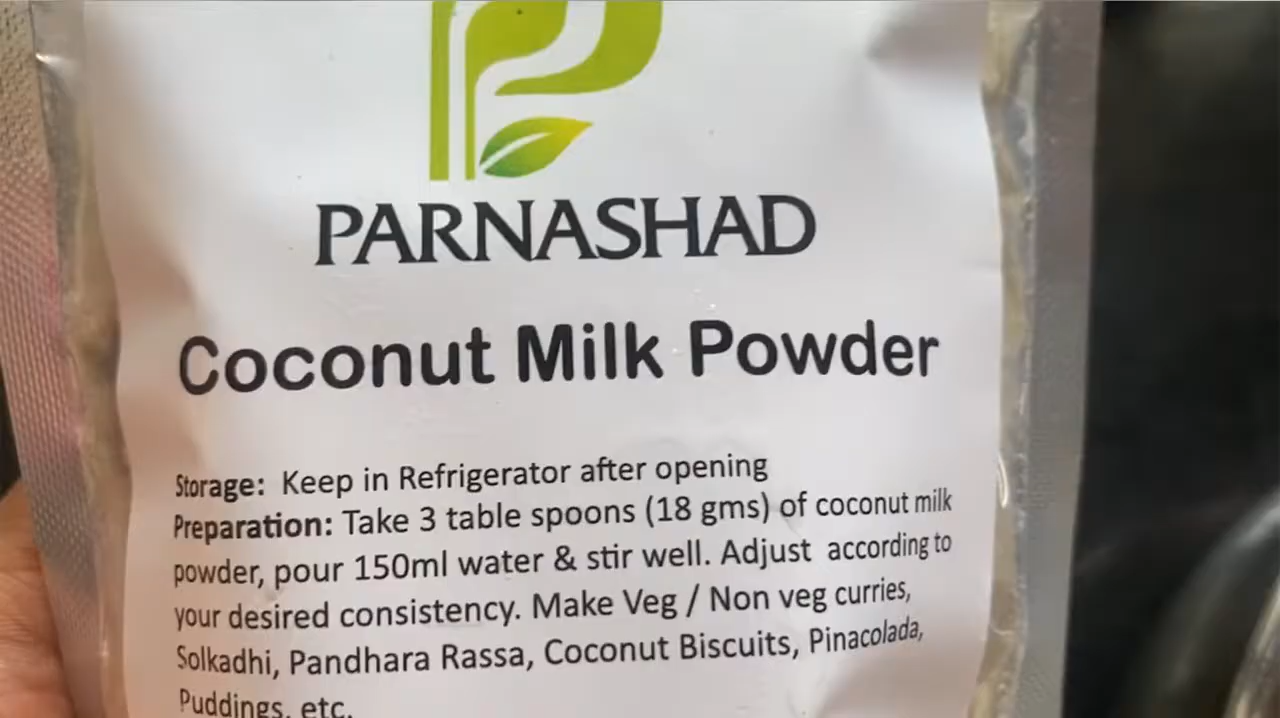 PARNASHAD
Coconut Milk Powder
Storage: Keep in Refrigerator after opening
Preparation: Take 3 table spoons (18 gms) of coconut milk
powder, pour 150ml water & stir well. Adjust according to
your desired consistency. Make Veg / Non veg curries,
Solkadhi, Pandhara Rassa, Coconut Biscuits, Pinacolada,
Puddings, etc.